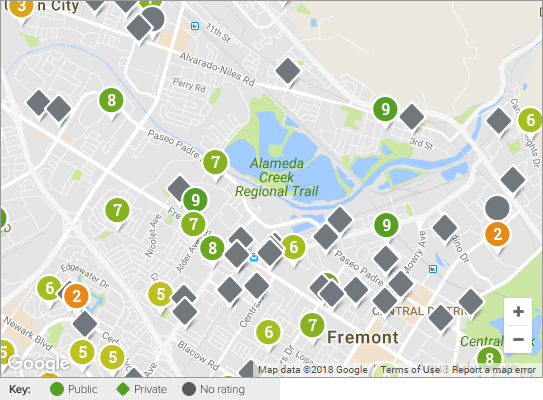 3
n City
11th St
Alvarado-Niles Rd
Perry Rd
8
9
3rd St
6
Paseo Padre
7
Alameda
Creek
Regional Trail
9
7
7
Nicolet Ave
Alder Ave
8
6
9
2
Mowry Ave
Paseo Padre
Edgewater Dr
6
2
5
CENTRAL DISTRI
Newark Blvd
6
7
Fremont
5
5
Blacow Rd
8
+
−
Google
Map data ©2018 Google
Terms of Use
Report a map error
Key:
Public
Private
No rating